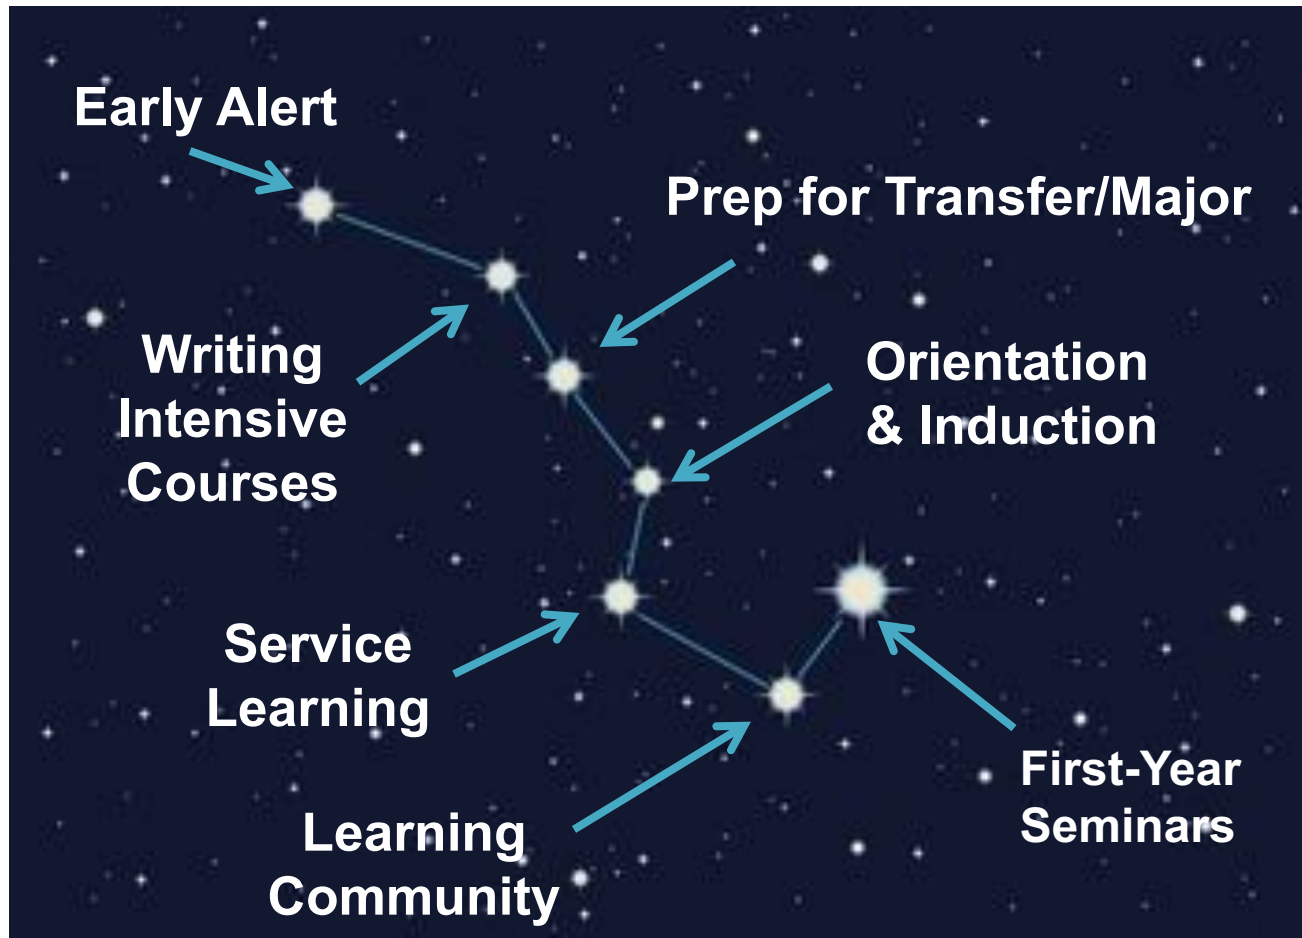 Early Alert
Prep for Transfer/Major
Writing
Intensive
Courses
Orientation
& Induction
Service
Learning
Learning
Community
First-Year
Seminars